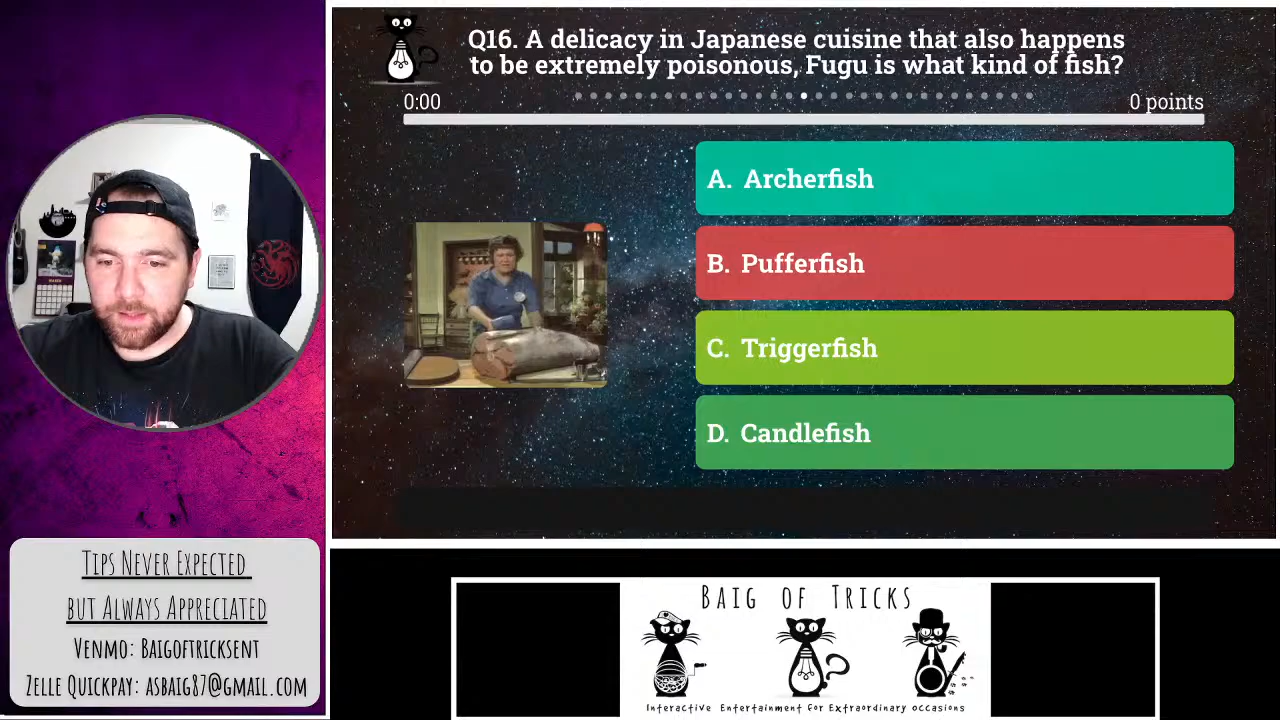 Q16. A delicacy in Japanese cuisine that also happens
to be extremely poisonous, Fugu is what kind of fish?
0:00
0 points
A. Archerfish
B. Pufferfish
C. Triggerfish
D. Candlefish
Tips Never Expected
but Always Appreciated
Venmo: Baigoftricksent
Zelle Quickpay: asbaig87@gmail.com
Baig of Tricks
Interactive Entertainment for Extraordinary Occasions